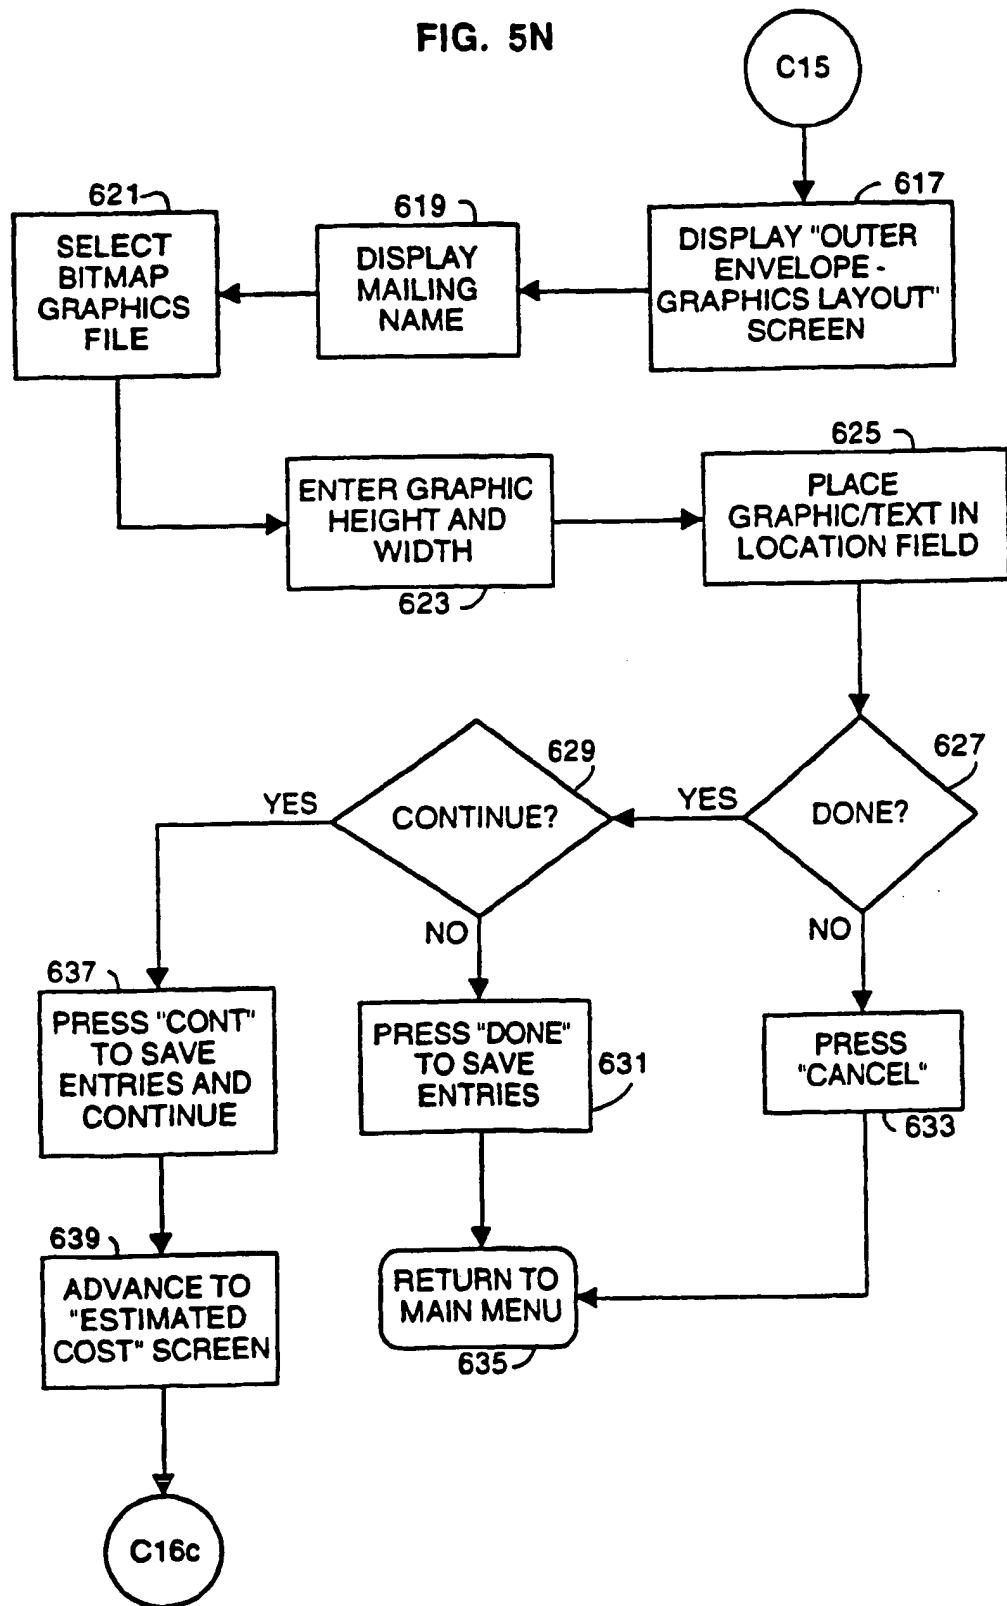 FIG. 5N
C15
617
DISPLAY "OUTER
ENVELOPE -
GRAPHICS LAYOUT"
SCREEN
619
DISPLAY
MAILING
NAME
621
SELECT
BITMAP
GRAPHICS
FILE
ENTER GRAPHIC
HEIGHT AND
WIDTH
623
625
PLACE
GRAPHIC/TEXT IN
LOCATION FIELD
627
DONE?
YES
NO
629
CONTINUE?
YES
NO
637
PRESS "CONT"
TO SAVE
ENTRIES AND
CONTINUE
PRESS "DONE"
TO SAVE
ENTRIES
631
PRESS
"CANCEL"
633
639
ADVANCE TO
"ESTIMATED
COST" SCREEN
RETURN TO
MAIN MENU
635
C16c